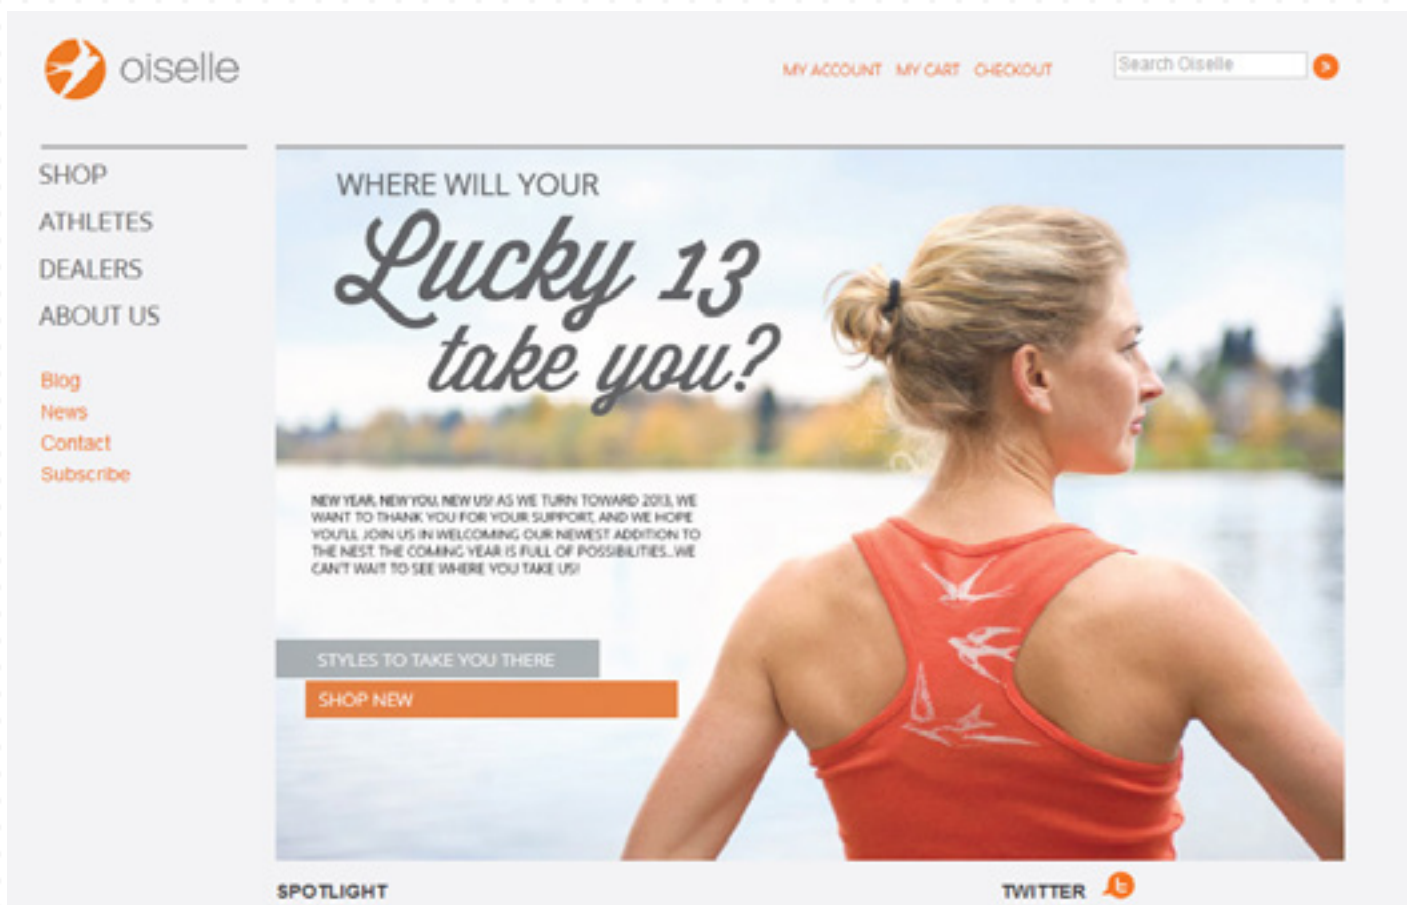 oiselle
MY ACCOUNT MY CART CHECKOUT
Search Oiselle
SHOP
ATHLETES
DEALERS
ABOUT US
Blog
News
Contact
Subscribe
WHERE WILL YOUR
Lucky 13
take you?
NEW YEAR, NEW YOU, NEW US! AS WE TURN TOWARD 2013, WE
WANT TO THANK YOU FOR YOUR SUPPORT, AND WE HOPE
YOU'LL JOIN US IN WELCOMING OUR NEWEST ADDITION TO
THE NEST. THE COMING YEAR IS FULL OF POSSIBILITIES...WE
CAN'T WAIT TO SEE WHERE YOU TAKE US!
STYLES TO TAKE YOU THERE
SHOP NEW
SPOTLIGHT
TWITTER